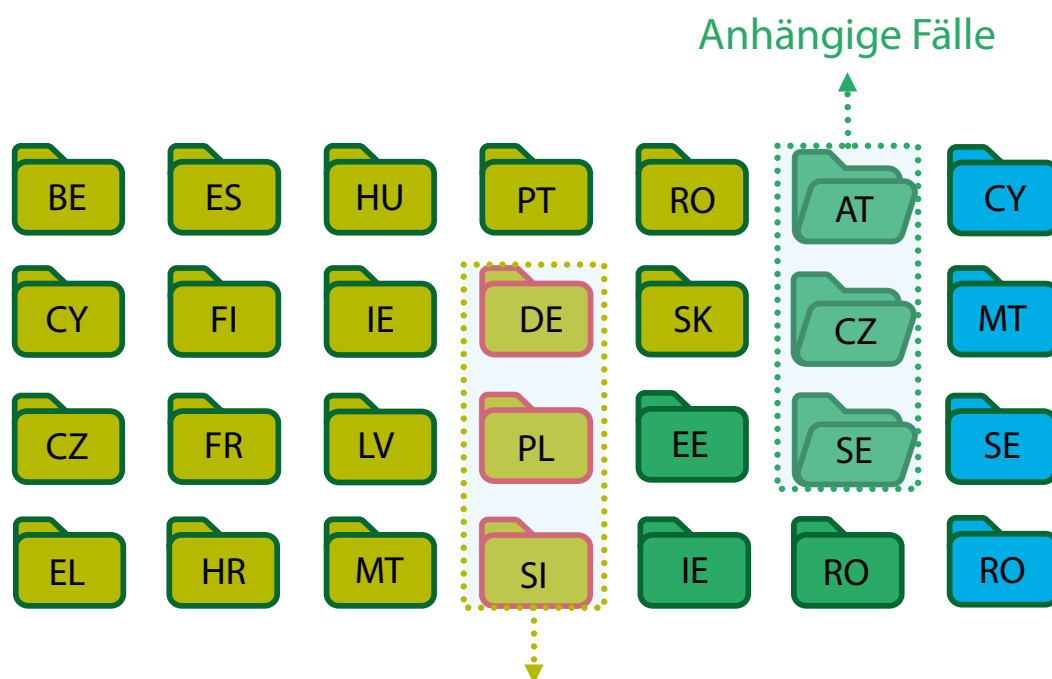 Anhängige Fälle
BE ES HU PT RO AT CY
CY FI IE DE SK CZ MT
CZ FR LV PL EE SE SE
EL HR MT SI IE RO RO